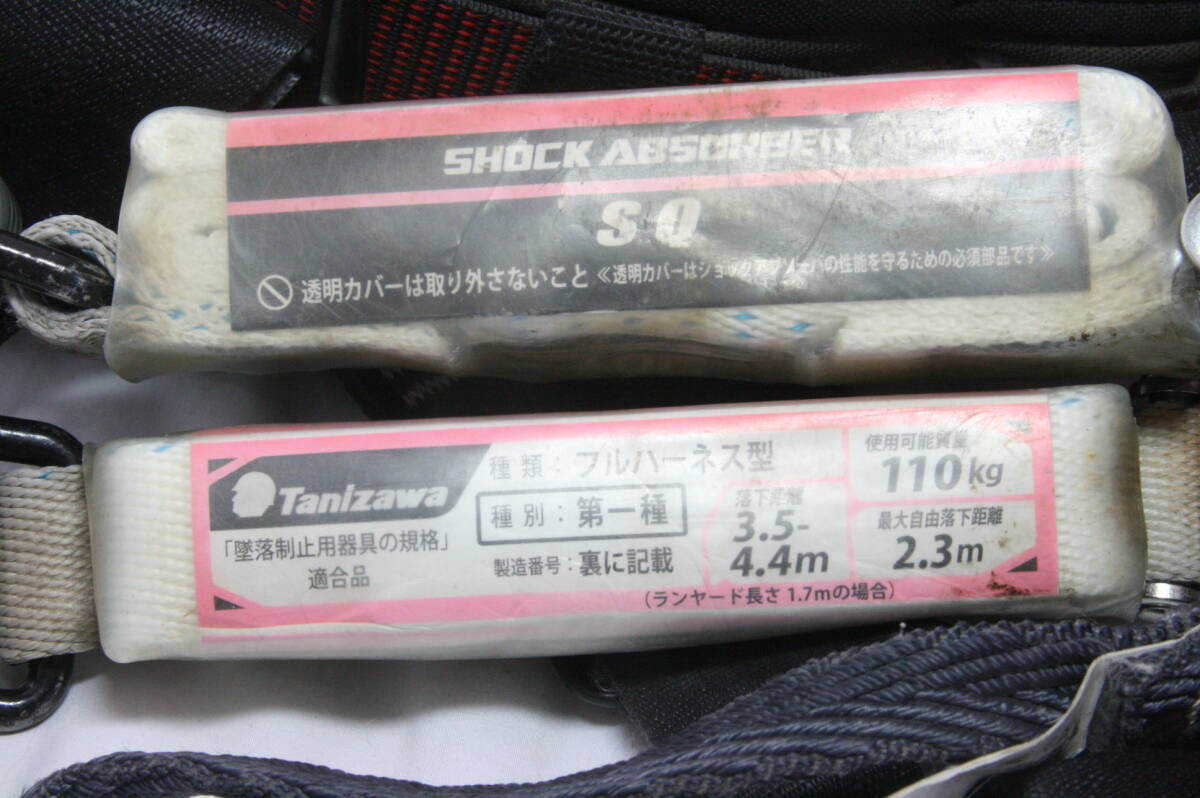 SHOCK ABSORBER
SQ
透明カバーは取り外さないこと ≪透明カバーはショックアブソーバの性能を守るための必須部品です≫
Tanizawa
「墜落制止用器具の規格」
適合品
種類：フルハーネス型
種別：第一種
製造番号：裏に記載
落下距離
3.5-
4.4m
使用可能質量
110kg
最大自由落下距離
2.3m
（ランヤード長さ 1.7mの場合）